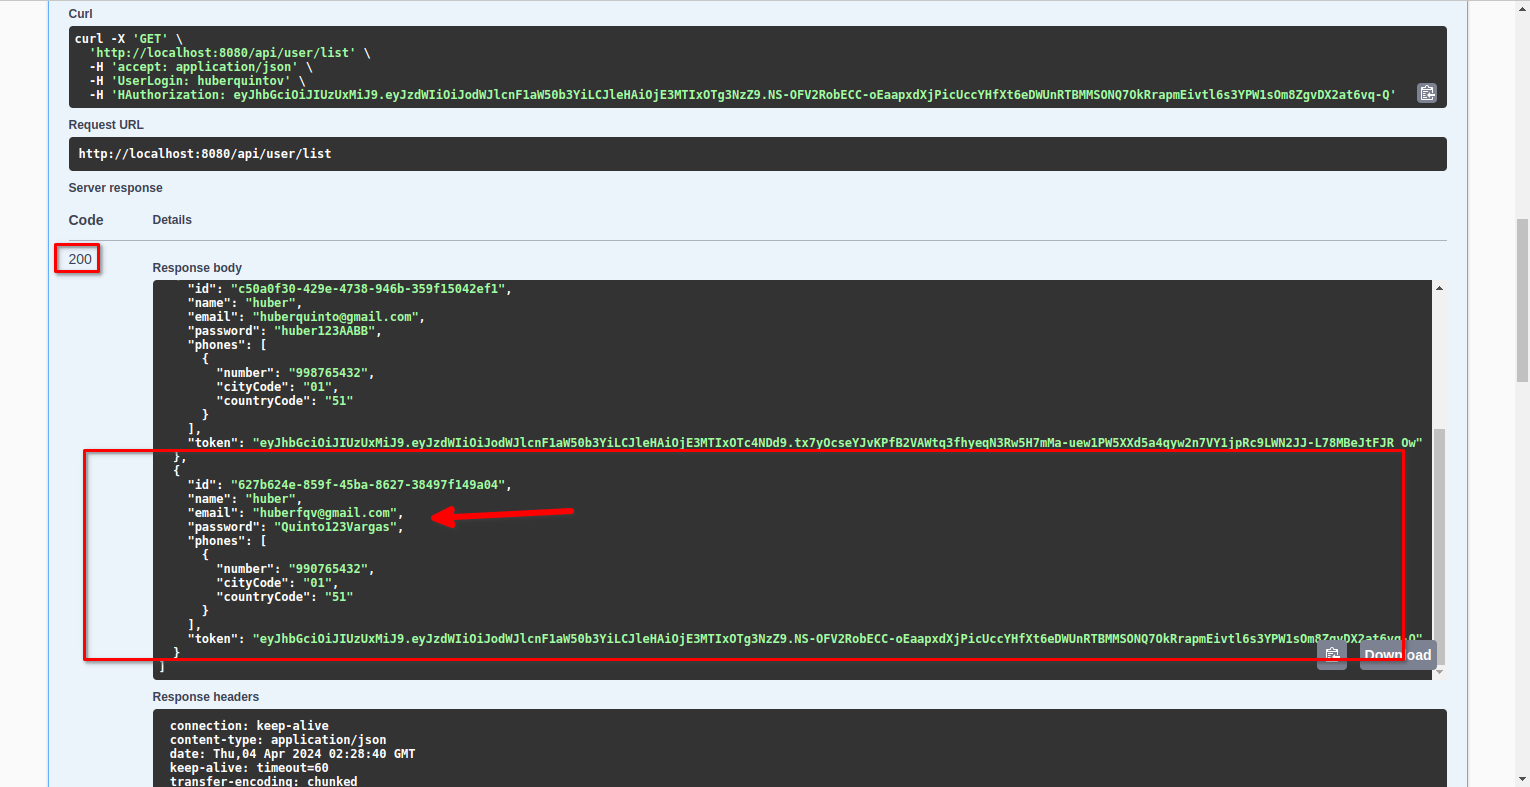 Curl
curl -X 'GET' \
'http://localhost:8080/api/user/list' \
-H 'accept: application/json' \
-H 'UserLogin: huberquintov' \
-H 'HAuthorization: eyJhbGciOiJIUzUxMiJ9.eyJzdWIiOiJodWJlcnF1aW50b3YiLCJleHAiOjE3MTIxOTg3NzZ9.NS-OFV2RobECC-oEaapxdXjPicUccYHfXt6eDWUnRTBMMSONQ7OkRrapmEivtl6s3YPW1sOm8ZgvDX2at6vq-Q'
Request URL
http://localhost:8080/api/user/list
Server response
Code Details
200
Response body
"id": "c50a0f30-429e-4738-946b-359f15042ef1",
"name": "huber",
"email": "huberquinto@gmail.com",
"password": "huber123AABB",
"phones": [
{
"number": "998765432",
"cityCode": "01",
"countryCode": "51"
}
],
"token": "eyJhbGciOiJIUzUxMiJ9.eyJzdWIiOiJodWJlcnF1aW50b3YiLCJleHAiOjE3MTIxOTc4NDd9.tx7yOcseYJvKPfB2VAWtq3fhyeqN3Rw5H7mMa-uew1PW5XXd5a4qyw2n7VY1jpRc9LWN2JJ-L78MBeJtFJR_Ow"
},
{
"id": "627b624e-859f-45ba-8627-38497f149a04",
"name": "huber",
"email": "huberfqv@gmail.com",
"password": "Quinto123Vargas",
"phones": [
{
"number": "990765432",
"cityCode": "01",
"countryCode": "51"
}
],
"token": "eyJhbGciOiJIUzUxMiJ9.eyJzdWIiOiJodWJlcnF1aW50b3YiLCJleHAiOjE3MTIxOTg3NzZ9.NS-OFV2RobECC-oEaapxdXjPicUccYHfXt6eDWUnRTBMMSONQ7OkRrapmEivtl6s3YPW1sOm8ZgvDX2at6vq-Q"
}
]
Download
Response headers
connection: keep-alive
content-type: application/json
date: Thu,04 Apr 2024 02:28:40 GMT
keep-alive: timeout=60
transfer-encoding: chunked